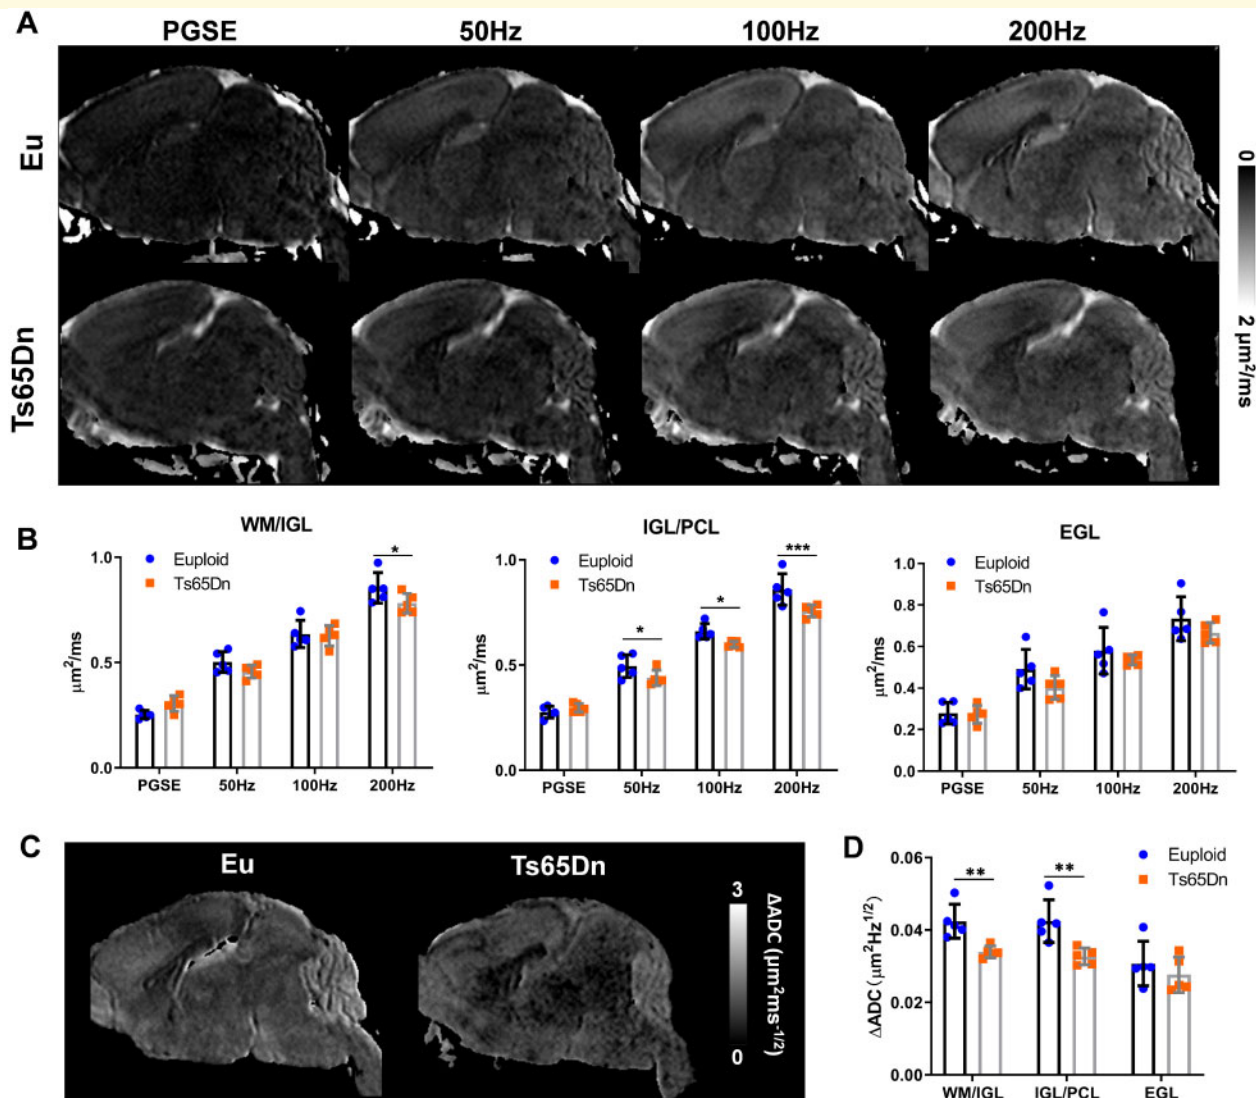 A
PGSE 50Hz 100Hz 200Hz
Eu
Ts65Dn
0
2 μm²/ms
B
WM/IGL
Euploid
Ts65Dn
μm²/ms
1.0
0.5
0.0
*
PGSE 50Hz 100Hz 200Hz
IGL/PCL
Euploid
Ts65Dn
μm²/ms
1.0
0.5
0.0
* * ***
PGSE 50Hz 100Hz 200Hz
EGL
Euploid
Ts65Dn
μm²/ms
1.0
0.8
0.6
0.4
0.2
0.0
PGSE 50Hz 100Hz 200Hz
C
Eu Ts65Dn
3
0
ΔADC (μm²ms⁻¹/²)
D
Euploid
Ts65Dn
ΔADC (μm²Hz¹/²)
0.06
0.04
0.02
0.00
** **
WM/IGL IGL/PCL EGL